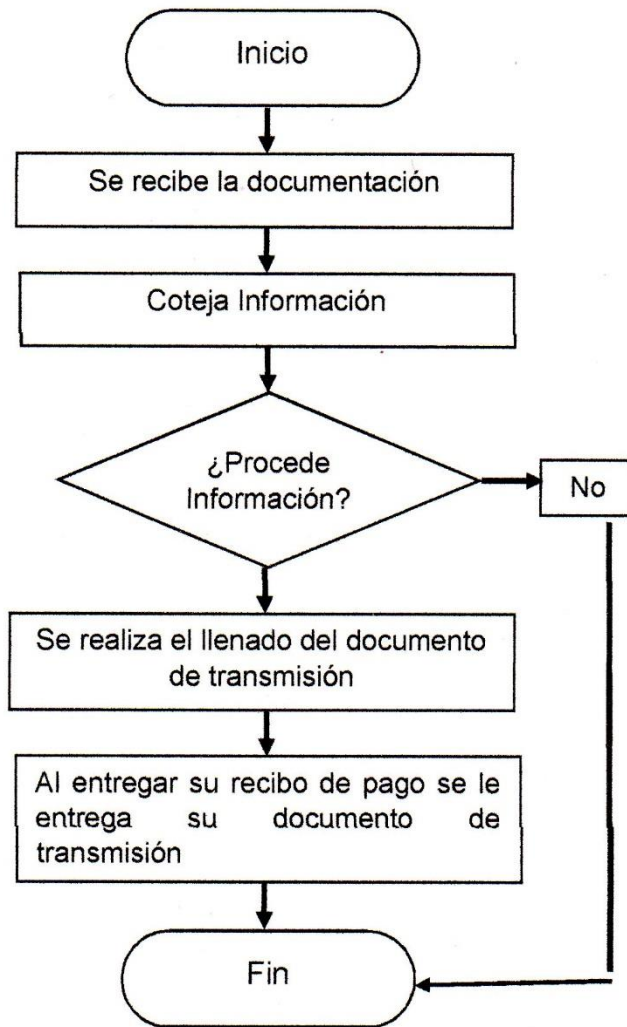 Inicio
Se recibe la documentación
Coteja Información
¿Procede
Información?
No
Se realiza el llenado del documento
de transmisión
Al entregar su recibo de pago se le
entrega su documento de
transmisión
Fin